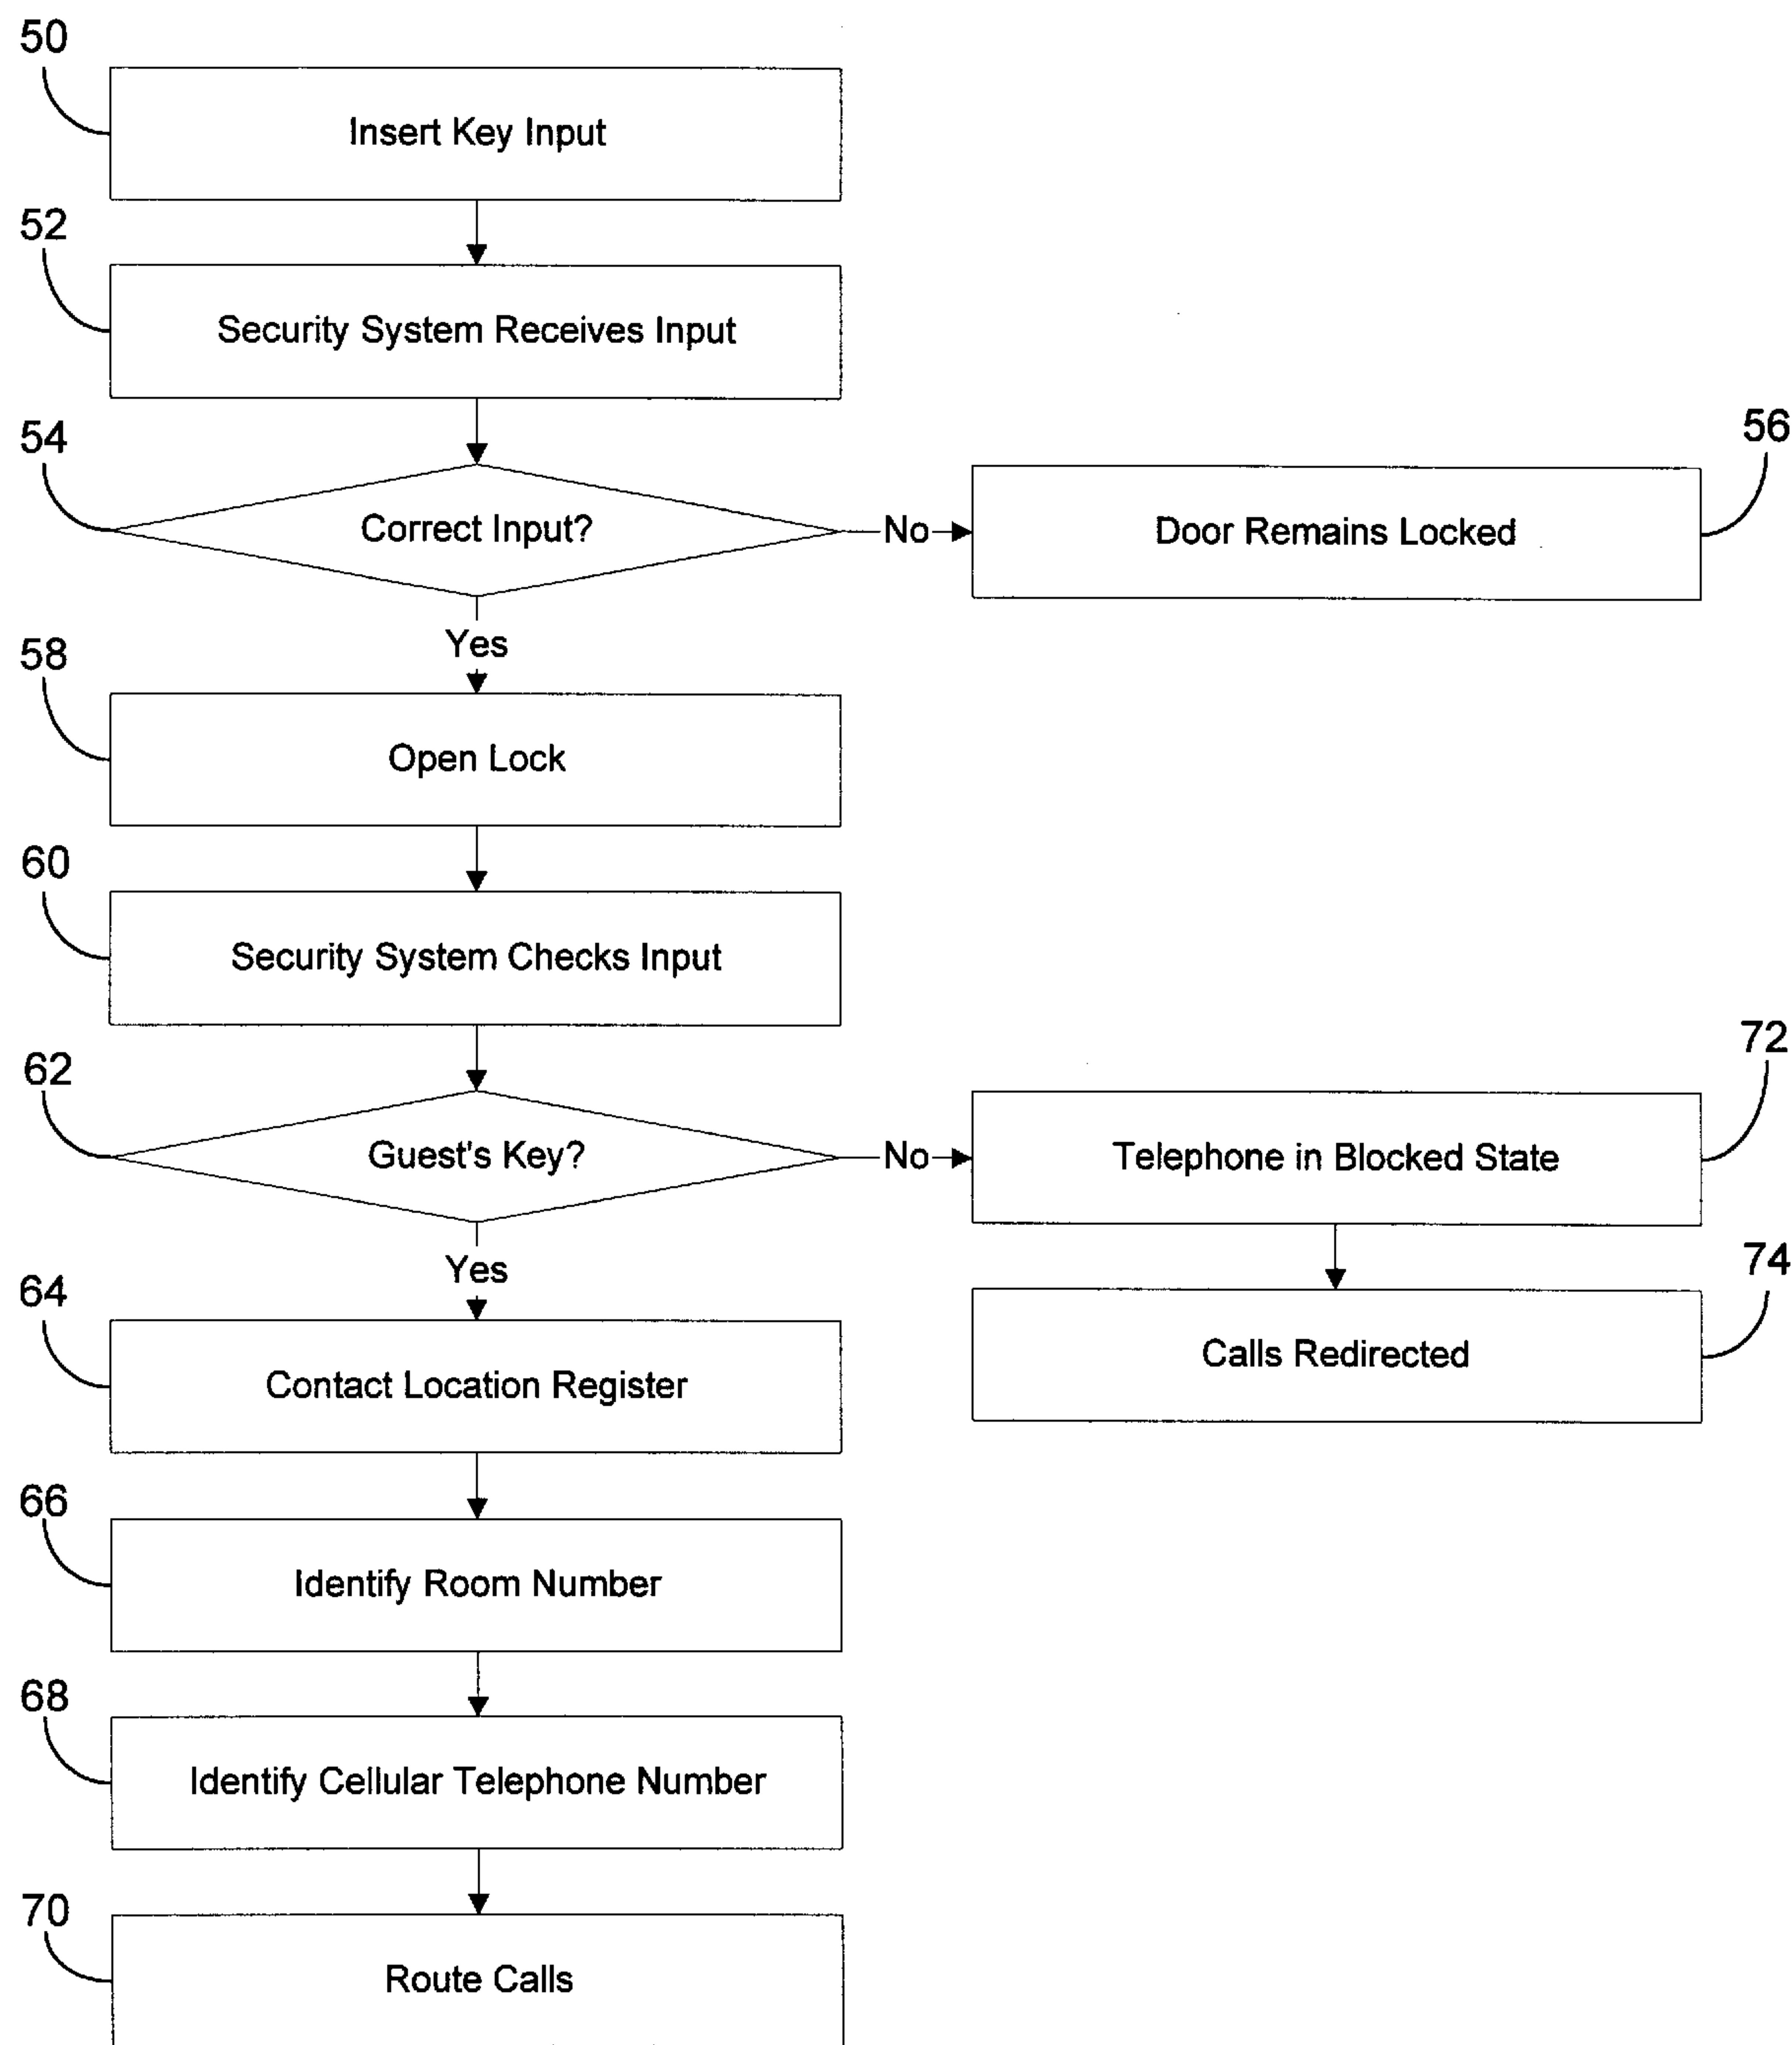 50
Insert Key Input
52
Security System Receives Input
54
Correct Input?
No
56
Door Remains Locked
Yes
58
Open Lock
60
Security System Checks Input
62
Guest's Key?
No
72
Telephone in Blocked State
74
Calls Redirected
Yes
64
Contact Location Register
66
Identify Room Number
68
Identify Cellular Telephone Number
70
Route Calls